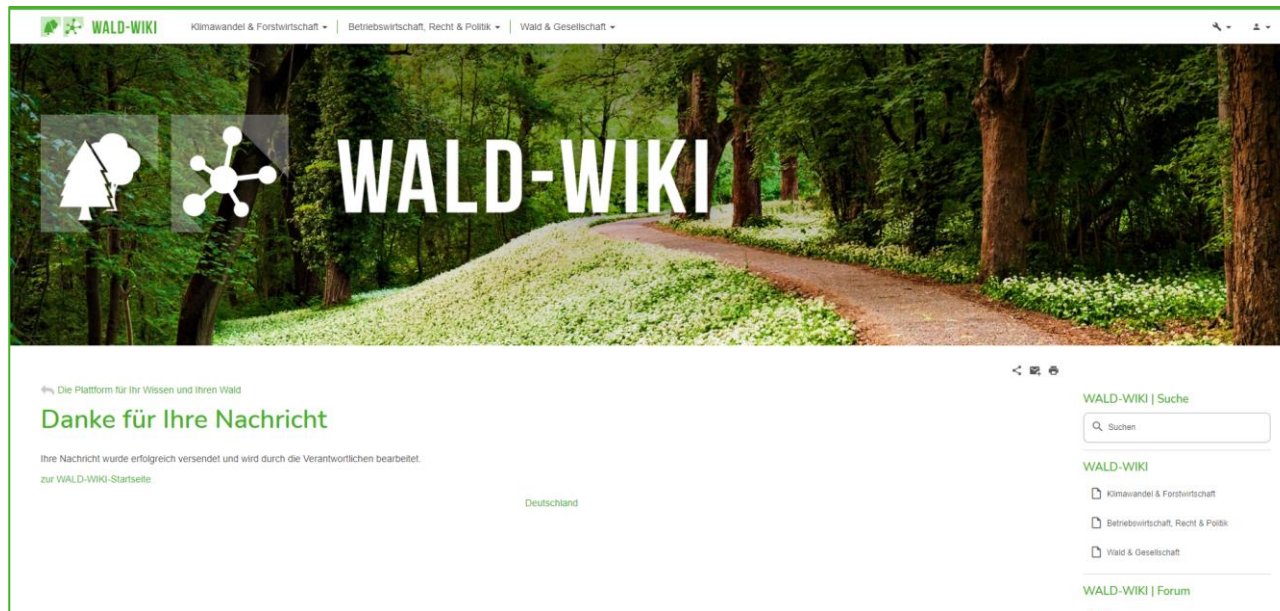 WALD-WIKI Klimawandel & Forstwirtschaft Betriebswirtschaft, Recht & Politik Wald & Gesellschaft
WALD-WIKI
Die Plattform für Ihr Wissen und Ihren Wald
Danke für Ihre Nachricht
Ihre Nachricht wurde erfolgreich versendet und wird durch die Verantwortlichen bearbeitet.
zur WALD-WIKI-Startseite
Deutschland
WALD-WIKI | Suche
Suchen
WALD-WIKI
Klimawandel & Forstwirtschaft
Betriebswirtschaft, Recht & Politik
Wald & Gesellschaft
WALD-WIKI | Forum